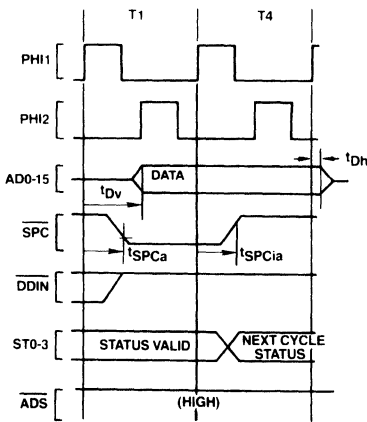 T1 T4
PHI1
PHI2
tDh
AD0-15 DATA
tDv
SPC
tSPCa tSPCia
DDIN
ST0-3 STATUS VALID NEXT CYCLE
STATUS
ADS (HIGH)